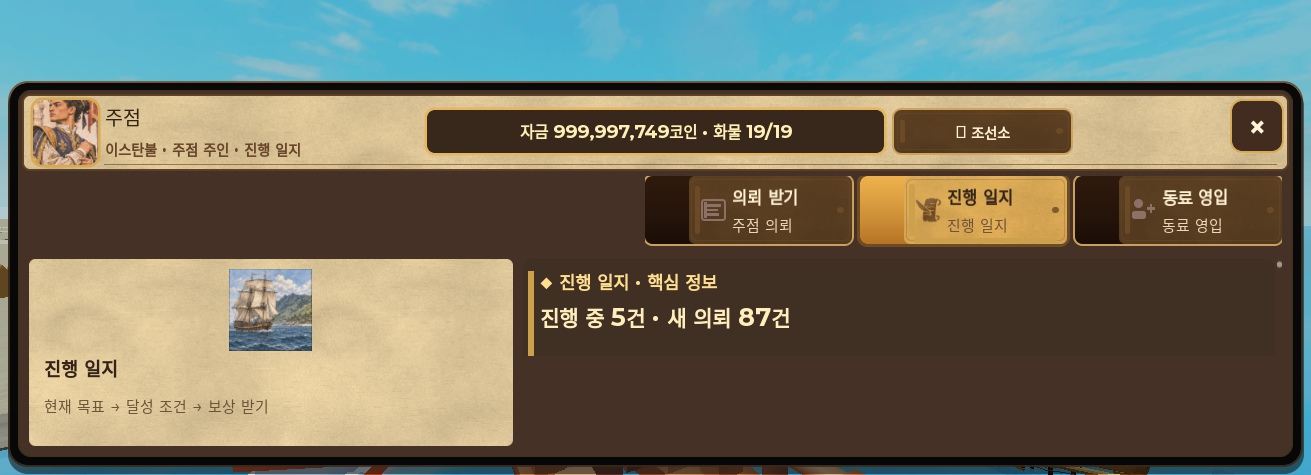 주점
이스탄불 • 주점 주인 • 진행 일지
자금 999,997,749코인 • 화물 19/19
조선소
×
의뢰 받기
주점 의뢰
진행 일지
진행 일지
동료 영입
동료 영입
진행 일지
현재 목표 → 달성 조건 → 보상 받기
◆ 진행 일지 • 핵심 정보
진행 중 5건 • 새 의뢰 87건